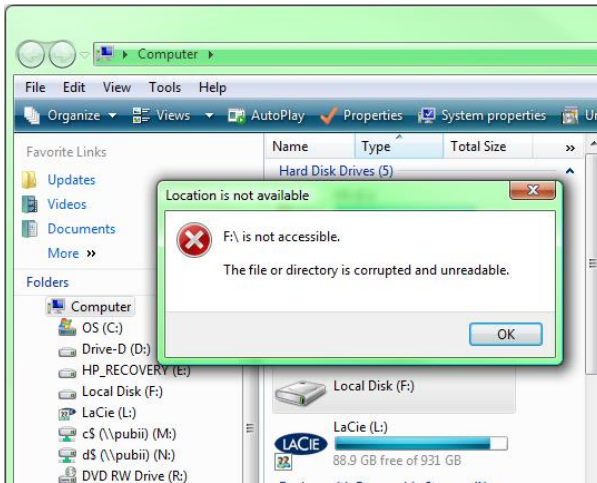 Computer
File Edit View Tools Help
Organize Views AutoPlay Properties System properties
Favorite Links
Name Type Total Size »
Hard Disk Drives (5)
Updates
Videos
Documents
More »
Location is not available
F:\ is not accessible.
The file or directory is corrupted and unreadable.
OK
Folders
Computer
OS (C:)
Drive-D (D:)
HP_RECOVERY (E:)
Local Disk (F:)
LaCie (L:)
c$ (\\pubii) (M:)
d$ (\\pubii) (N:)
DVD RW Drive (R:)
Local Disk (F:)
LACIE
LaCie (L:)
88.9 GB free of 931 GB